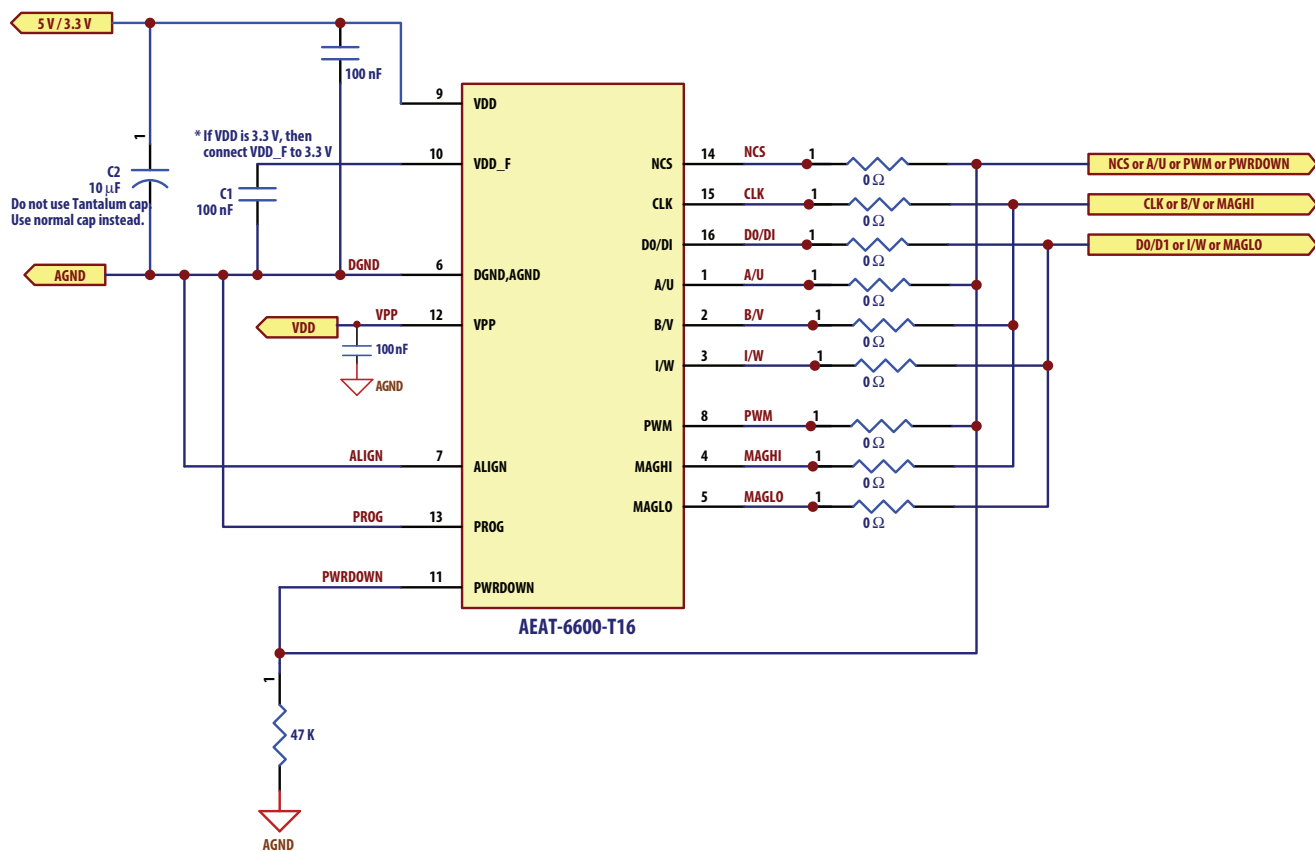 5 V / 3.3 V
100 nF
9
VDD
1
* If VDD is 3.3 V, then
connect VDD_F to 3.3 V
10
VDD_F
C2
10 μF
Do not use Tantalum cap.
Use normal cap instead.
C1
100 nF
AGND
DGND
6
DGND,AGND
VDD
VPP
12
VPP
100 nF
AGND
ALIGN
7
ALIGN
PROG
13
PROG
PWRDOWN
11
PWRDOWN
AEAT-6600-T16
1
47 K
AGND
NCS
14
NCS
1
0 Ω
NCS or A/U or PWM or PWRDOWN
CLK
15
CLK
1
0 Ω
CLK or B/V or MAGHI
D0/DI
16
D0/DI
1
0 Ω
D0/D1 or I/W or MAGLO
A/U
1
A/U
1
0 Ω
B/V
2
B/V
1
0 Ω
I/W
3
I/W
1
0 Ω
PWM
8
PWM
1
0 Ω
MAGHI
4
MAGHI
1
0 Ω
MAGLO
5
MAGLO
1
0 Ω